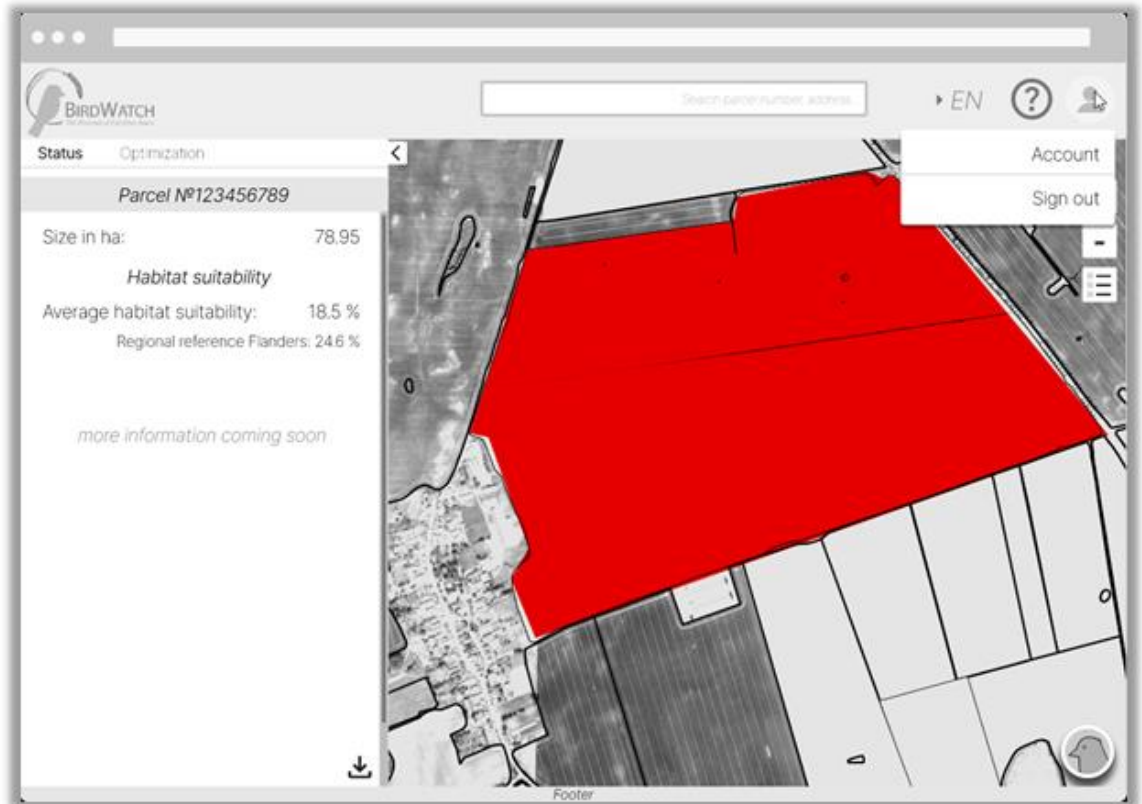 BIRDWATCH
Search parcel number, address
EN
?
Account
Sign out
Status Optimization
Parcel №123456789
Size in ha: 78,95
Habitat suitability
Average habitat suitability: 18.5 %
Regional reference Flanders: 24.6 %
more information coming soon
Footer